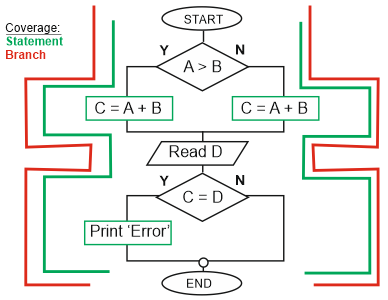 Coverage:
Statement
Branch
START
Y
N
A > B
C = A + B
C = A + B
Read D
Y
N
C = D
Print 'Error'
END